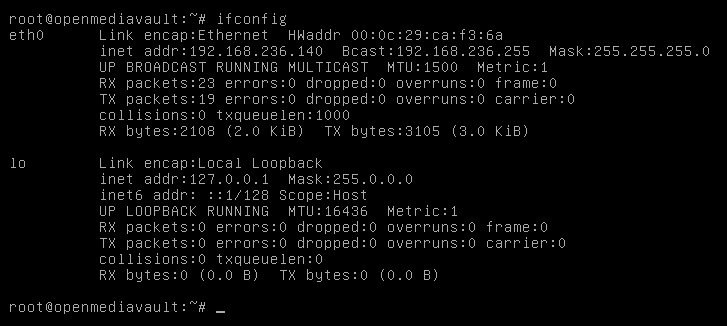 root@openmediavault:~# ifconfig
eth0      Link encap:Ethernet  HWaddr 00:0c:29:ca:f3:6a
          inet addr:192.168.236.140  Bcast:192.168.236.255  Mask:255.255.255.0
          UP BROADCAST RUNNING MULTICAST  MTU:1500  Metric:1
          RX packets:23 errors:0 dropped:0 overruns:0 frame:0
          TX packets:19 errors:0 dropped:0 overruns:0 carrier:0
          collisions:0 txqueuelen:1000
          RX bytes:2108 (2.0 KiB)  TX bytes:3105 (3.0 KiB)
lo        Link encap:Local Loopback
          inet addr:127.0.0.1  Mask:255.0.0.0
          inet6 addr: ::1/128 Scope:Host
          UP LOOPBACK RUNNING  MTU:16436  Metric:1
          RX packets:0 errors:0 dropped:0 overruns:0 frame:0
          TX packets:0 errors:0 dropped:0 overruns:0 carrier:0
          collisions:0 txqueuelen:0
          RX bytes:0 (0.0 B)  TX bytes:0 (0.0 B)
root@openmediavault:~# _